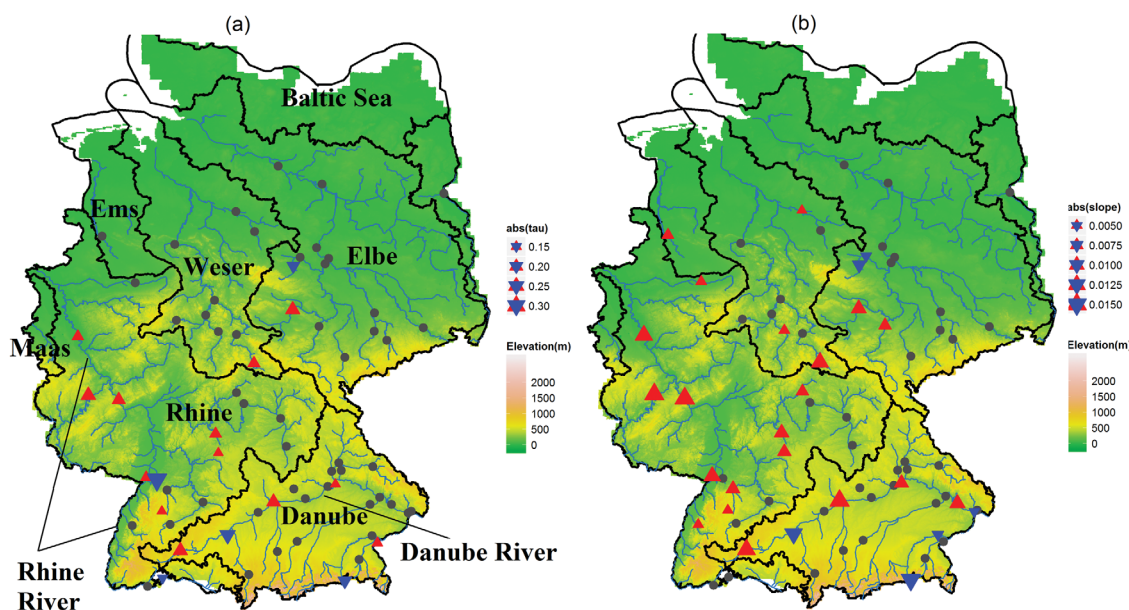 (a)
Baltic Sea
Ems
Weser
Elbe
Maas
Rhine
Danube
Danube River
Rhine
River
abs(tau)
0.15
0.20
0.25
0.30
Elevation(m)
2000
1500
1000
500
0
(b)
abs(slope)
0.0050
0.0075
0.0100
0.0125
0.0150
Elevation(m)
2000
1500
1000
500
0